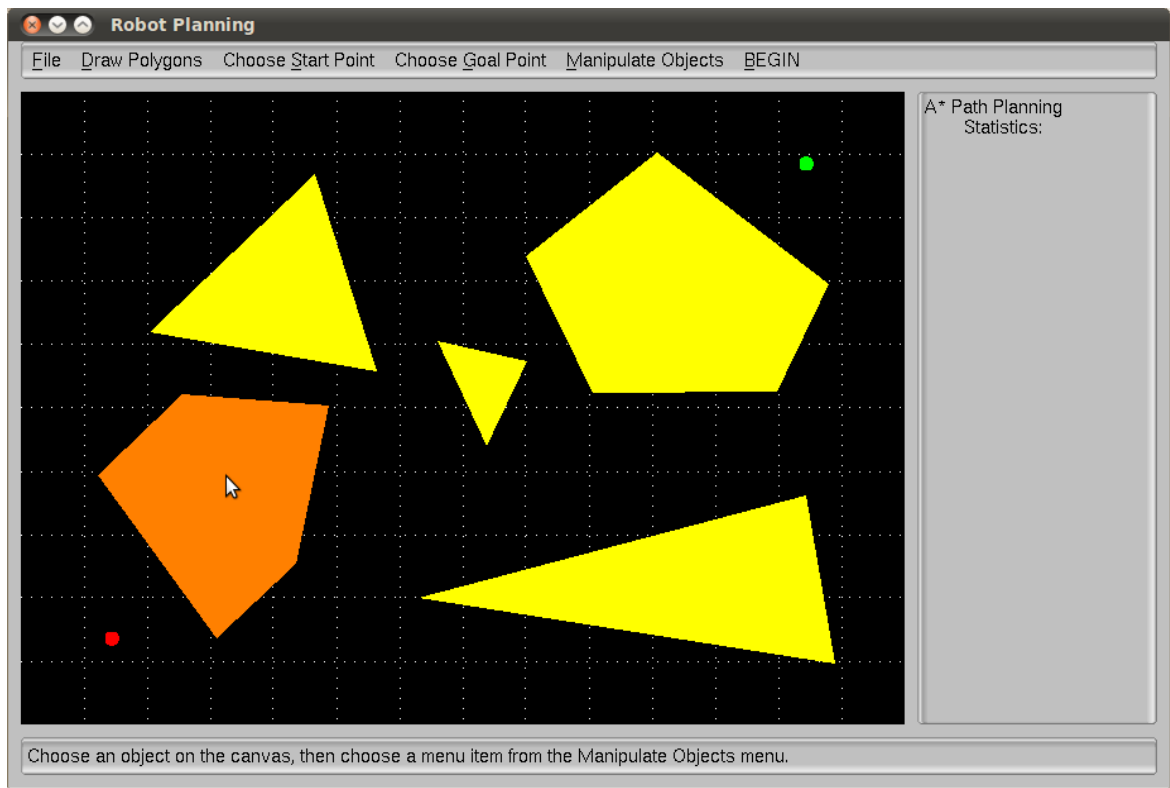 Robot Planning
File Draw Polygons Choose Start Point Choose Goal Point Manipulate Objects BEGIN
A* Path Planning
Statistics:
Choose an object on the canvas, then choose a menu item from the Manipulate Objects menu.